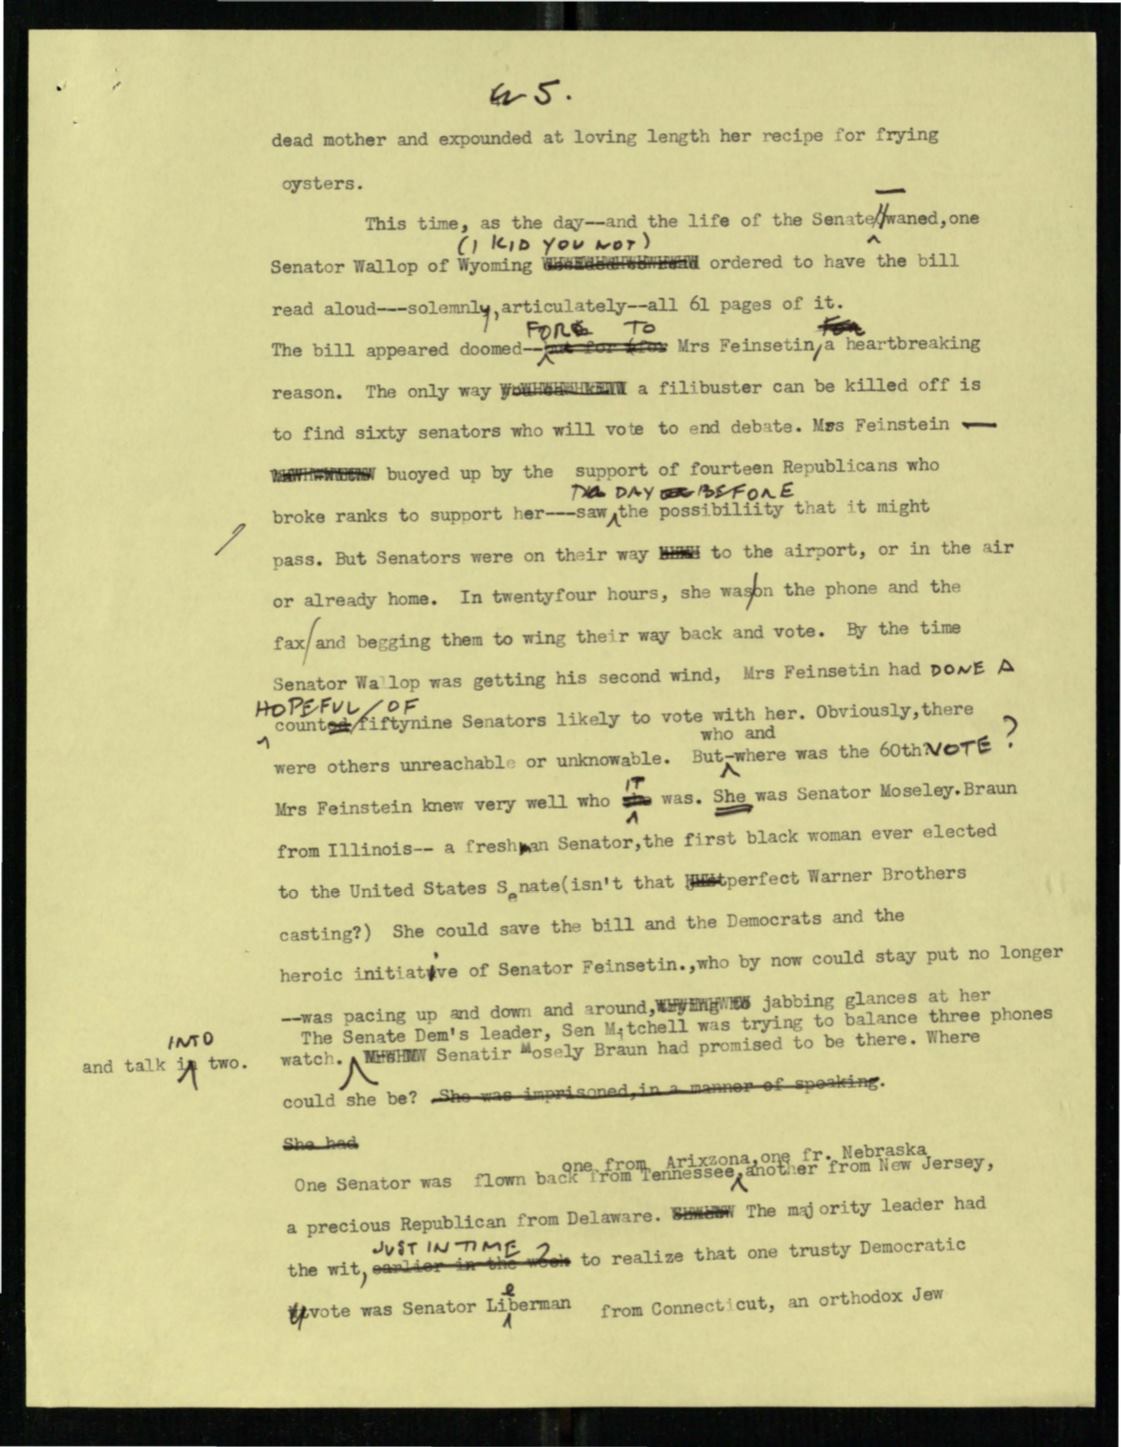 5.
dead mother and expounded at loving length her recipe for frying
oysters.
This time, as the day--and the life of the Senate--waned,one
(I KID YOU NOT)
Senator Wallop of Wyoming ordered to have the bill
read aloud---solemnly,articulately--all 61 pages of it.
FOR TO
The bill appeared doomed-- Mrs Feinsetin,a heartbreaking
reason. The only way a filibuster can be killed off is
to find sixty senators who will vote to end debate. Mrs Feinstein —
buoyed up by the support of fourteen Republicans who
DAY BEFORE
broke ranks to support her---saw the possibiliity that it might
pass. But Senators were on their way to the airport, or in the air
or already home. In twentyfour hours, she was/on the phone and the
fax/and begging them to wing their way back and vote. By the time
Senator Wallop was getting his second wind, Mrs Feinsetin had DONE A
HOPEFUL / OF
counted/fiftynine Senators likely to vote with her. Obviously,there
who and
were others unreachable or unknowable. But-where was the 60th?VOTE ?
IT
Mrs Feinstein knew very well who she was. She was Senator Moseley.Braun
from Illinois-- a freshman Senator,the first black woman ever elected
to the United States Senate(isn't that perfect Warner Brothers
casting?) She could save the bill and the Democrats and the
heroic initiative of Senator Feinsetin.,who by now could stay put no longer
--was pacing up and down and around, jabbing glances at her
The Senate Dem's leader, Sen Mitchell was trying to balance three phones
INTO
and talk in two.
watch. Senatir Mosely Braun had promised to be there. Where
could she be? She was imprisoned,in a manner of speaking.
She had
one from Arixzona,one fr. Nebraska
One Senator was flown back from Tennessee,another from New Jersey,
a precious Republican from Delaware. The majority leader had
JUST IN TIME
the wit, earlier in the week to realize that one trusty Democratic
vote was Senator Lieberman from Connecticut, an orthodox Jew